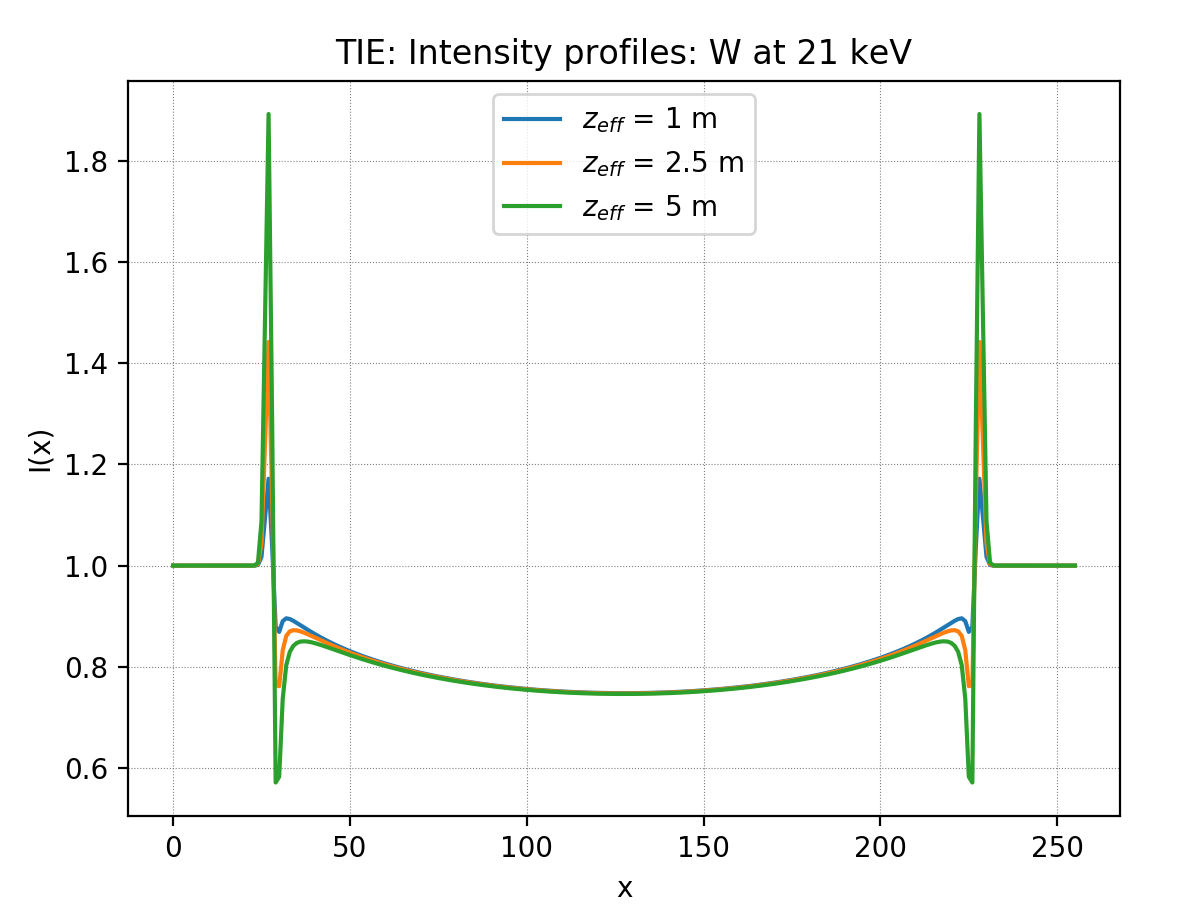 TIE: Intensity profiles: W at 21 keV
z_eff = 1 m
z_eff = 2.5 m
z_eff = 5 m
I(x)
1.8
1.6
1.4
1.2
1.0
0.8
0.6
0 50 100 150 200 250
x